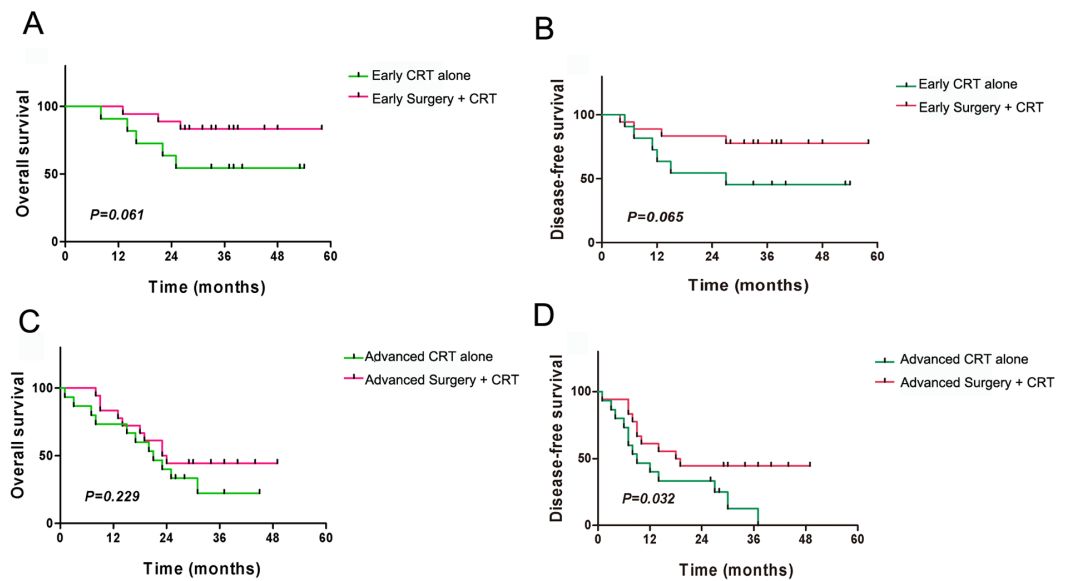 A
Overall survival
100
50
0
0 12 24 36 48 60
Time (months)
P=0.061
Early CRT alone
Early Surgery + CRT
B
Disease-free survival
100
50
0
0 12 24 36 48 60
Time (months)
P=0.065
Early CRT alone
Early Surgery + CRT
C
Overall survival
100
50
0
0 12 24 36 48 60
Time (months)
P=0.229
Advanced CRT alone
Advanced Surgery + CRT
D
Disease-free survival
100
50
0
0 12 24 36 48 60
Time (months)
P=0.032
Advanced CRT alone
Advanced Surgery + CRT